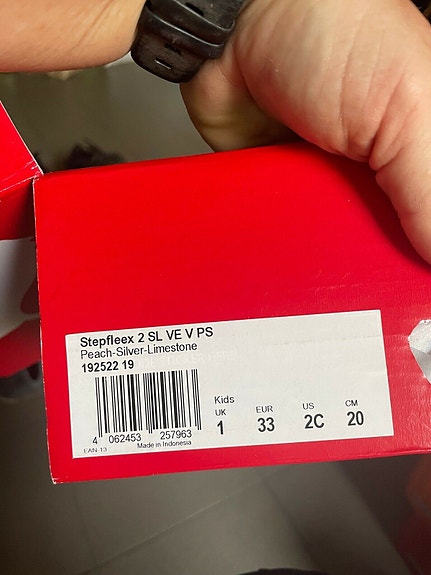 Stepfleex 2 SL VE V PS
Peach-Silver-Limestone
192522 19
Kids
UK EUR US CM
1 33 2C 20
4 062453 257963
EAN 13 Made in Indonesia